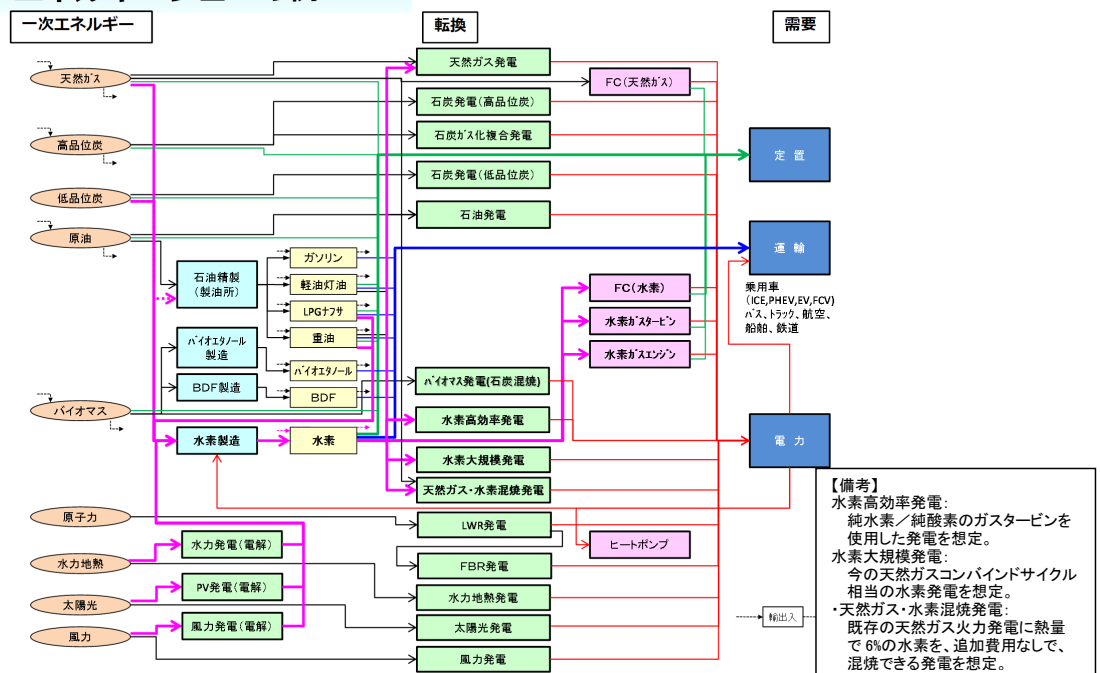 一次エネルギー
転換
需要
天然ガス
高品位炭
低品位炭
原油
バイオマス
原子力
水力地熱
太陽光
風力
石油精製
(製油所)
バイオエタノール
製造
BDF製造
水素製造
水力発電(電解)
PV発電(電解)
風力発電(電解)
ガソリン
軽油灯油
LPGナフサ
重油
バイオエタノール
BDF
水素
天然ガス発電
石炭発電(高品位炭)
石炭ガス化複合発電
石炭発電(低品位炭)
石油発電
バイオマス発電(石炭混焼)
水素高効率発電
水素大規模発電
天然ガス・水素混焼発電
LWR発電
FBR発電
水力地熱発電
太陽光発電
風力発電
FC(天然ガス)
FC(水素)
水素ガスタービン
水素ガスエンジン
ヒートポンプ
定置
運輸
乗用車
(ICE,PHEV,EV,FCV)
バス、トラック、航空、
船舶、鉄道
電力
輸出入
【備考】
水素高効率発電:
純水素/純酸素のガスタービンを
使用した発電を想定。
水素大規模発電:
今の天然ガスコンバインドサイクル
相当の水素発電を想定。
・天然ガス・水素混焼発電:
既存の天然ガス火力発電に熱量
で6%の水素を、追加費用なしで、
混焼できる発電を想定。